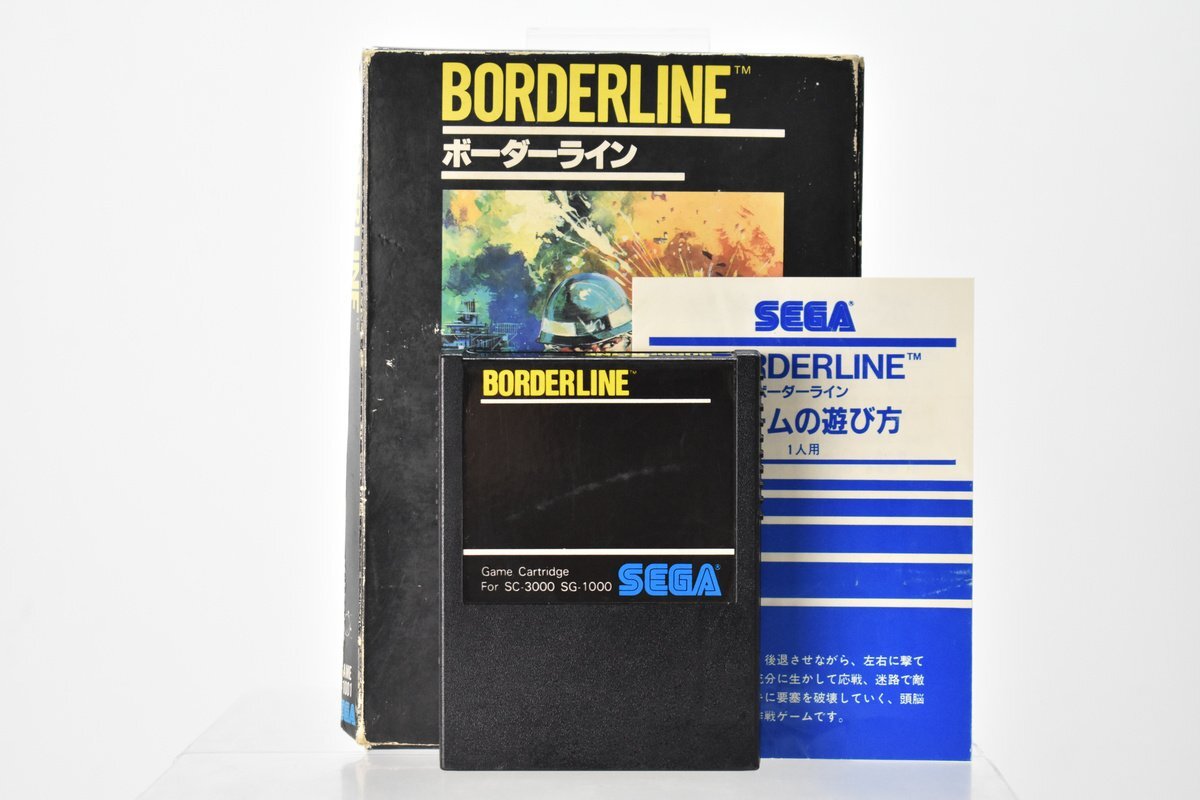 BORDERLINE™
ボーダーライン
SEGA®
RDERLINE™
ボーダーライン
ムの遊び方
1人用
後退させながら、左右に撃て
充分に生かして応戦、迷路で敵
に要塞を破壊していく、頭脳
作戦ゲームです。
BORDERLINE™
Game Cartridge
For SC-3000 SG-1000 SEGA®
SEGA